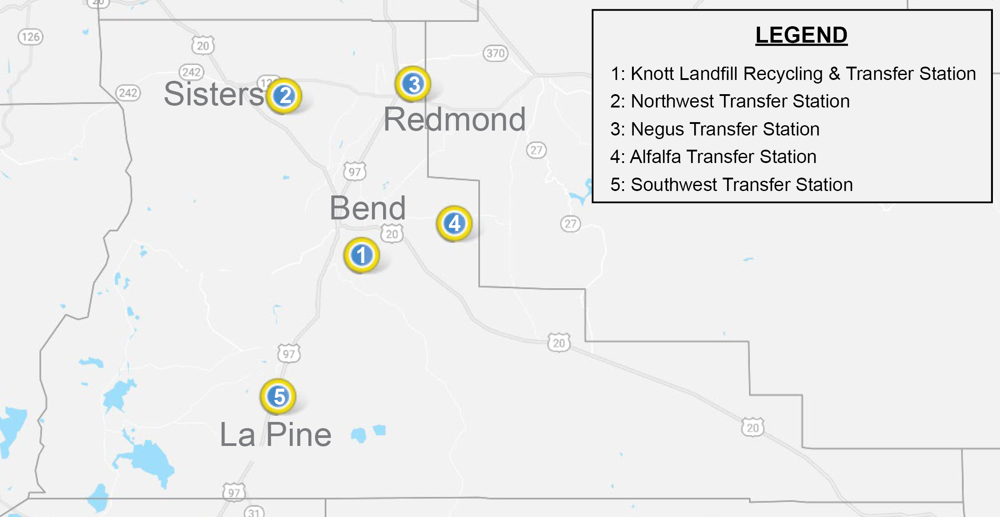 20
126
20
370
LEGEND
242
1: Knott Landfill Recycling & Transfer Station
12
3
Sisters
2
242
2: Northwest Transfer Station
Redmond
3: Negus Transfer Station
27
4: Alfalfa Transfer Station
97
5: Southwest Transfer Station
Bend
4
27
20
1
20
97
5
20
La Pine
97
31